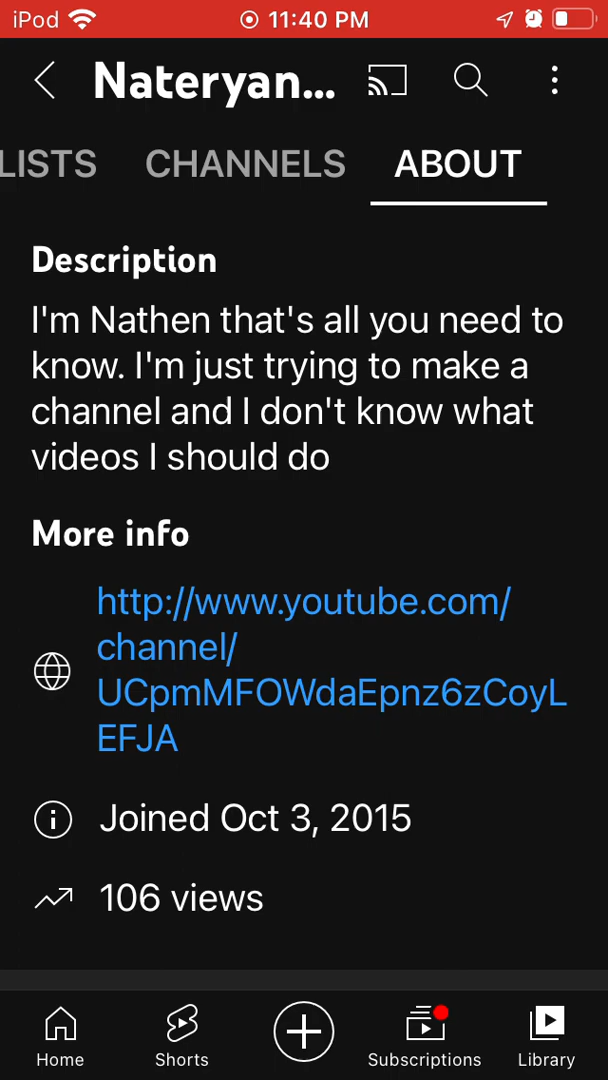 iPod 11:40 PM
Nateryan...
LISTS CHANNELS ABOUT
Description
I'm Nathen that's all you need to
know. I'm just trying to make a
channel and I don't know what
videos I should do
More info
http://www.youtube.com/
channel/
UCpmMFOWdaEpnz6zCoyL
EFJA
Joined Oct 3, 2015
106 views
Home Shorts Subscriptions Library